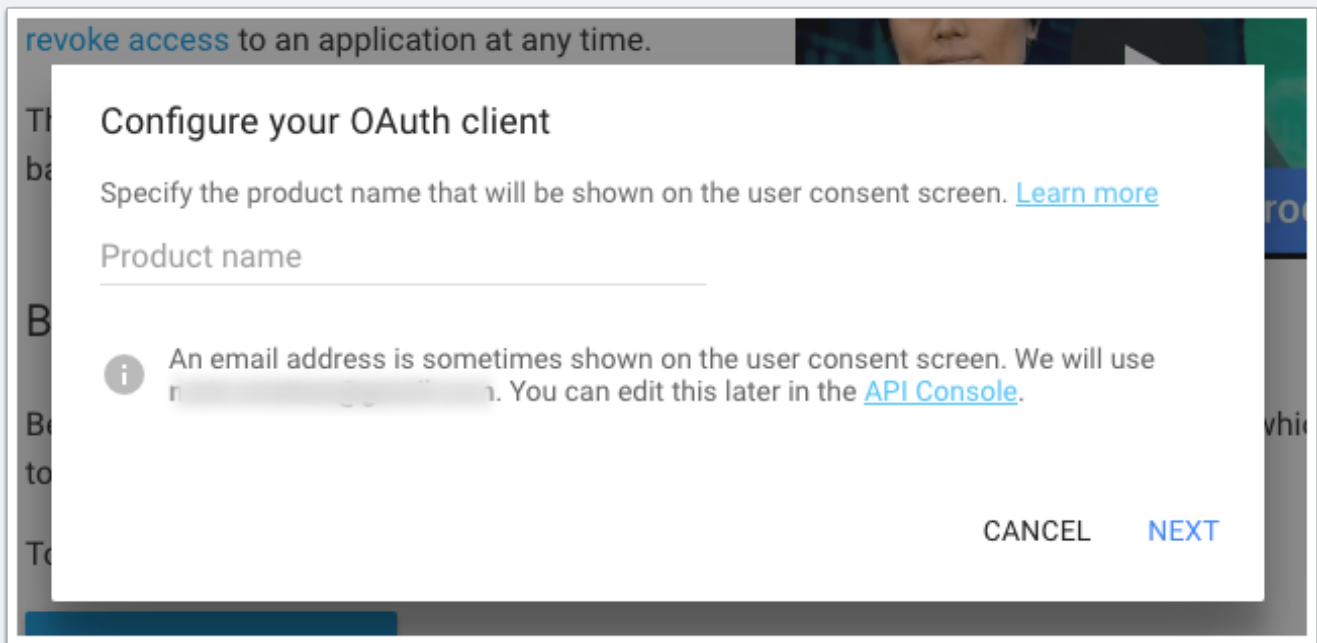 revoke access to an application at any time.
Configure your OAuth client
Specify the product name that will be shown on the user consent screen. Learn more
Product name
An email address is sometimes shown on the user consent screen. We will use
. You can edit this later in the API Console.
CANCEL NEXT